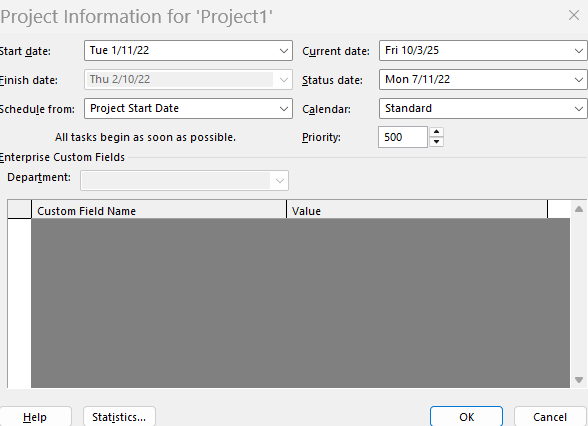 Project Information for 'Project1'
Start date: Tue 1/11/22 Current date: Fri 10/3/25
Finish date: Thu 2/10/22 Status date: Mon 7/11/22
Schedule from: Project Start Date Calendar: Standard
All tasks begin as soon as possible. Priority: 500
Enterprise Custom Fields
Department:
Custom Field Name Value
Help Statistics... OK Cancel